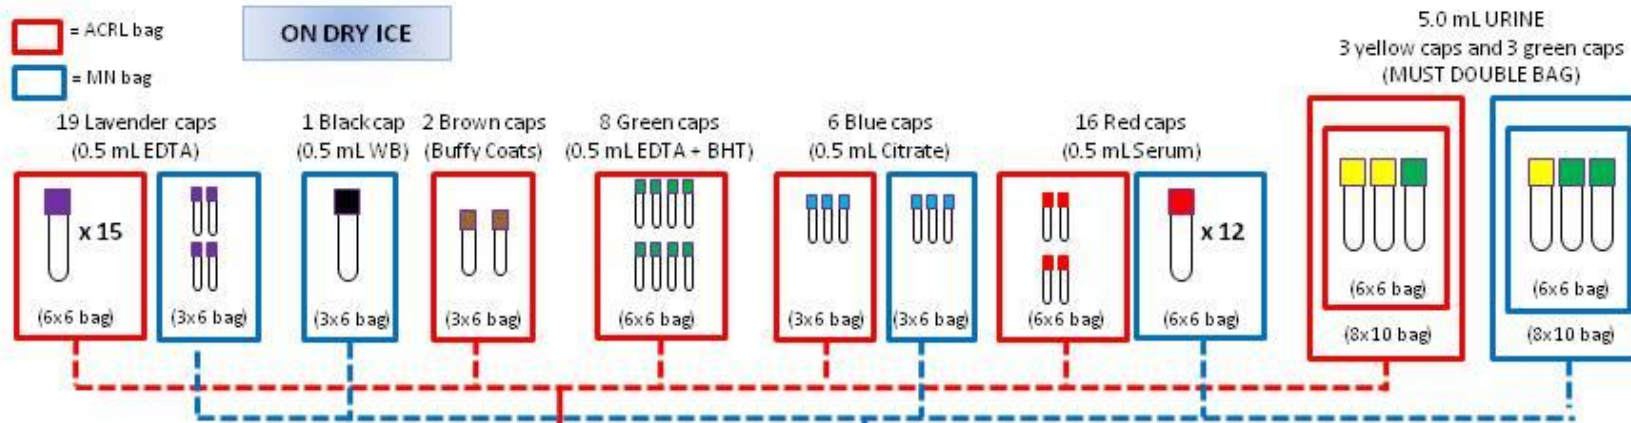 = ACRL bag
= MN bag
ON DRY ICE
19 Lavender caps
(0.5 mL EDTA)
1 Black cap
(0.5 mL WB)
2 Brown caps
(Buffy Coats)
8 Green caps
(0.5 mL EDTA + BHT)
6 Blue caps
(0.5 mL Citrate)
16 Red caps
(0.5 mL Serum)
5.0 mL URINE
3 yellow caps and 3 green caps
(MUST DOUBLE BAG)
x 15
(6x6 bag)
(3x6 bag)
(3x6 bag)
(3x6 bag)
(6x6 bag)
(3x6 bag)
(3x6 bag)
(6x6 bag)
x 12
(6x6 bag)
(6x6 bag)
(8x10 bag)
(6x6 bag)
(8x10 bag)